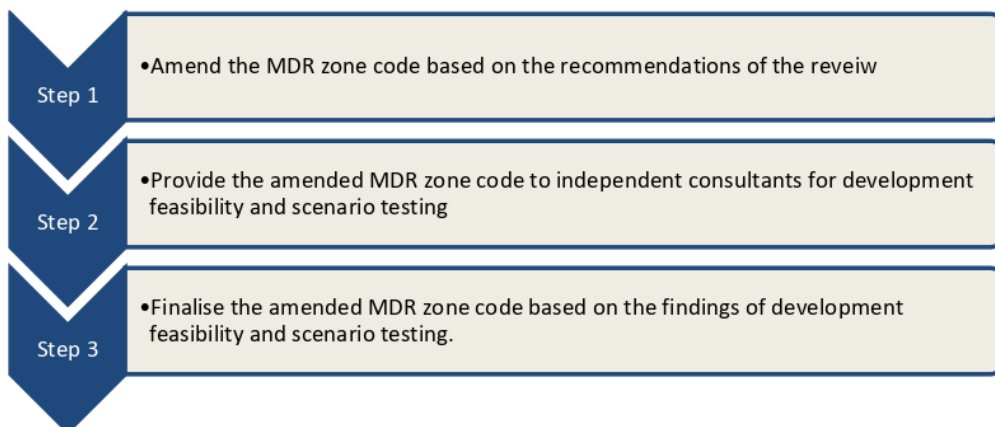 Step 1
•Amend the MDR zone code based on the recommendations of the reveiw
Step 2
•Provide the amended MDR zone code to independent consultants for development
feasibility and scenario testing
Step 3
•Finalise the amended MDR zone code based on the findings of development
feasibility and scenario testing.